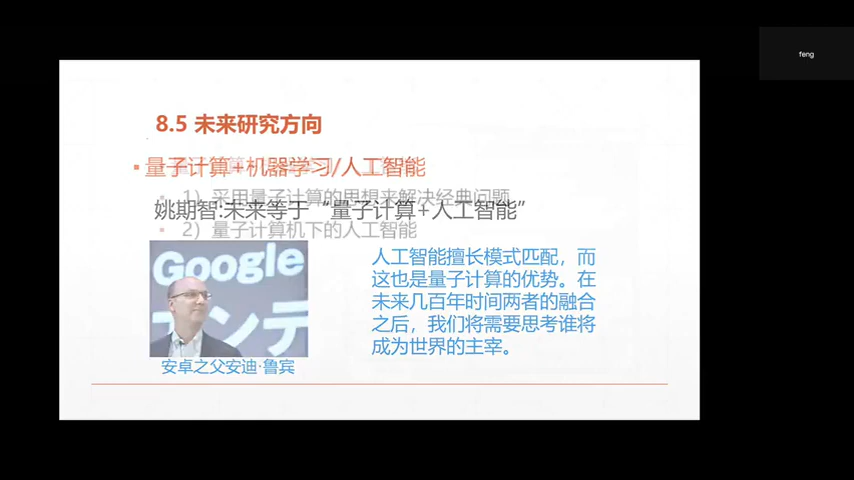 feng
8.5 未来研究方向
量子计算+机器学习/人工智能
1）采用量子计算的思想来解决经典问题
姚期智:未来等于“量子计算+人工智能”
2）量子计算机下的人工智能
Google
人工智能擅长模式匹配，而
这也是量子计算的优势。在
未来几百年时间两者的融合
之后，我们将需要思考谁将
成为世界的主宰。
安卓之父安迪·鲁宾